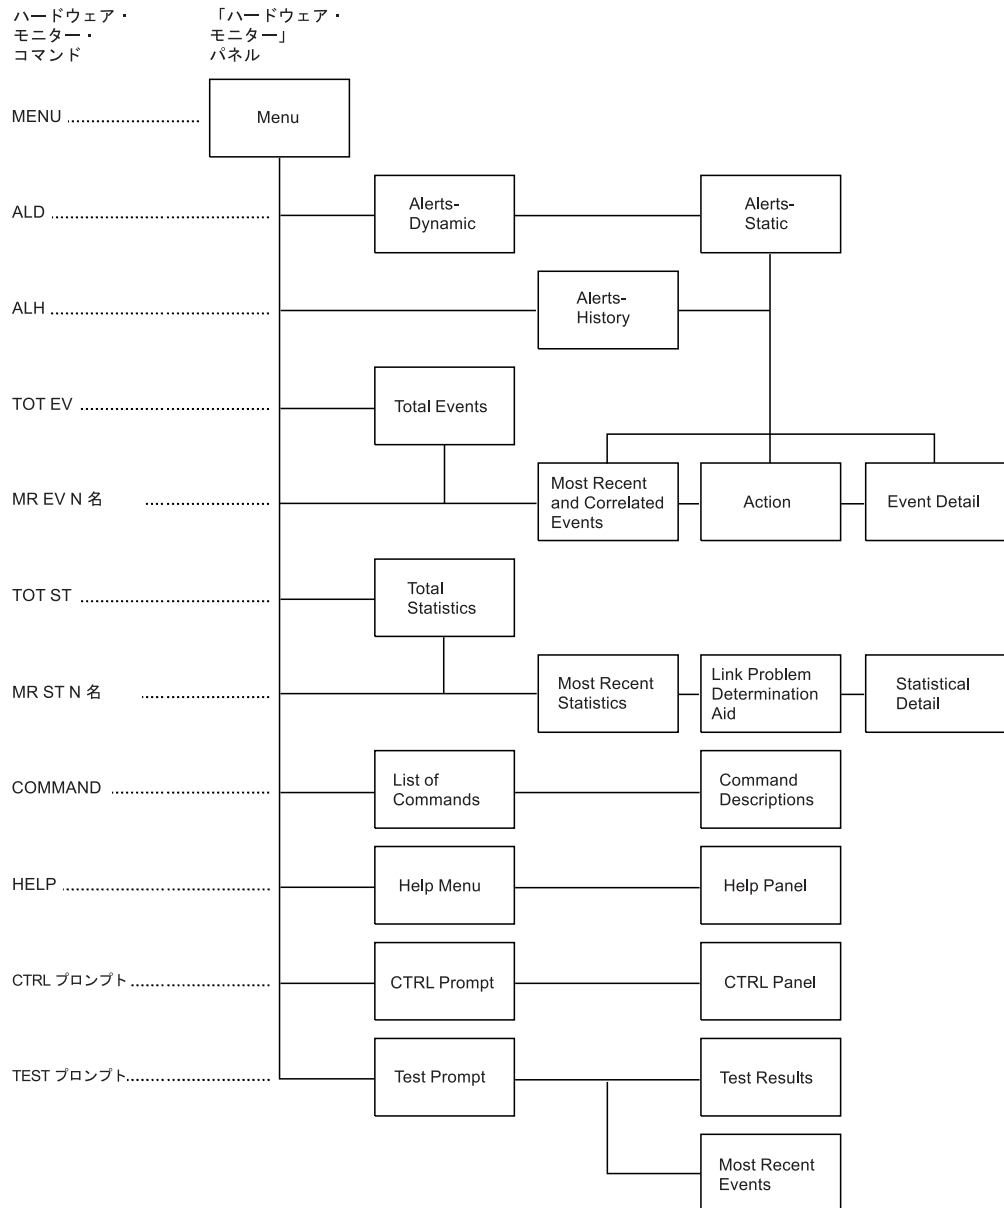 ハードウェア・
モニター・
コマンド
「ハードウェア・
モニター」
パネル
MENU
Menu
ALD
Alerts-
Dynamic
Alerts-
Static
ALH
Alerts-
History
TOT EV
Total Events
MR EV N 名
Most Recent
and Correlated
Events
Action
Event Detail
TOT ST
Total
Statistics
MR ST N 名
Most Recent
Statistics
Link Problem
Determination
Aid
Statistical
Detail
COMMAND
List of
Commands
Command
Descriptions
HELP
Help Menu
Help Panel
CTRL プロンプト
CTRL Prompt
CTRL Panel
TEST プロンプト
Test Prompt
Test Results
Most Recent
Events